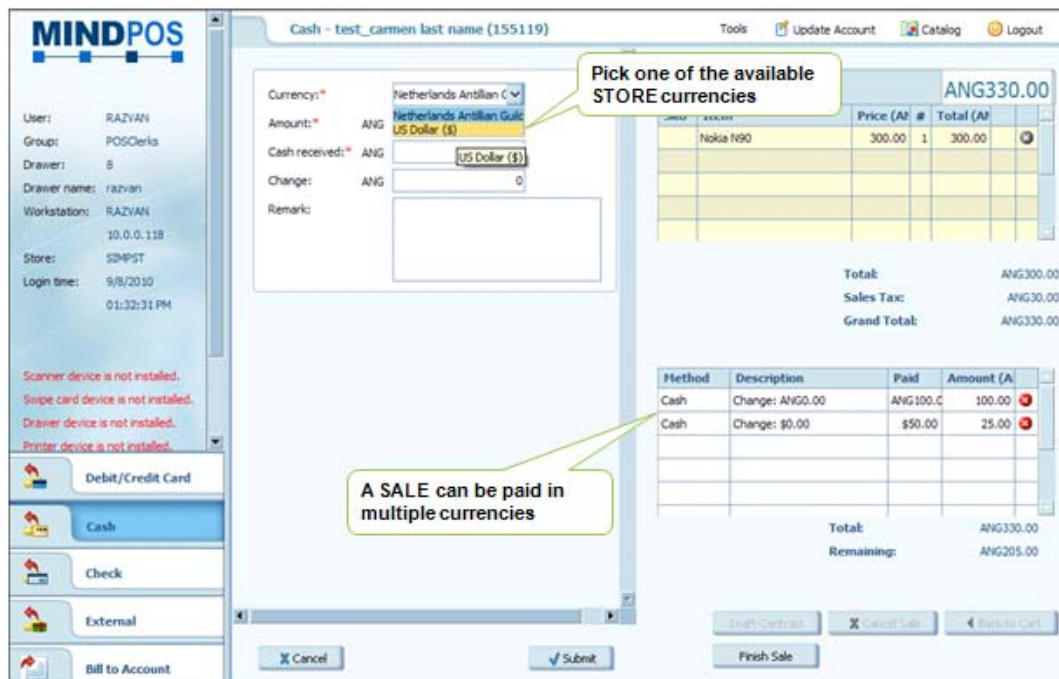 MINDPOS
User: RAZVAN
Group: POSClerks
Drawer: 8
Drawer name: razvan
Workstation: RAZVAN
10.0.0.118
Store: SIMPST
Login time: 9/8/2010
01:32:31 PM
Scanner device is not installed.
Swipe card device is not installed.
Drawer device is not installed.
Printer device is not installed.
Debit/Credit Card
Cash
Check
External
Bill to Account
Cash - test_carmen last name (155119)
Tools Update Account Catalog Logout
Currency:* Netherlands Antillian G
Netherlands Antillian Guilc
US Dollar ($)
Amount:* ANG
Cash received:* ANG
US Dollar ($)
Change: ANG 0
Remark:
Pick one of the available
STORE currencies
ANG330.00
SKU Item Price (AN # Total (AN
Nokia N90 300.00 1 300.00
Total: ANG300.00
Sales Tax: ANG30.00
Grand Total: ANG330.00
Method Description Paid Amount (A
Cash Change: ANG0.00 ANG100.0 100.00
Cash Change: $0.00 $50.00 25.00
A SALE can be paid in
multiple currencies
Total: ANG330.00
Remaining: ANG205.00
Draft Contract Cancel Sale Back to Cart
Cancel Submit Finish Sale